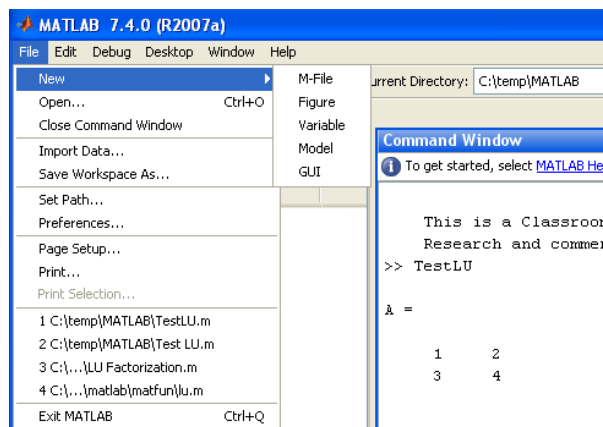 MATLAB 7.4.0 (R2007a)
File Edit Debug Desktop Window Help
New
Open... Ctrl+O
Close Command Window
Import Data...
Save Workspace As...
Set Path...
Preferences...
Page Setup...
Print...
Print Selection...
1 C:\temp\MATLAB\TestLU.m
2 C:\temp\MATLAB\Test LU.m
3 C:\...\LU Factorization.m
4 C:\...\matlab\matfun\lu.m
Exit MATLAB Ctrl+Q
M-File
Figure
Variable
Model
GUI
urrent Directory: C:\temp\MATLAB
Command Window
To get started, select MATLAB He
This is a Classroo
Research and comme
>> TestLU
A =
1 2
3 4